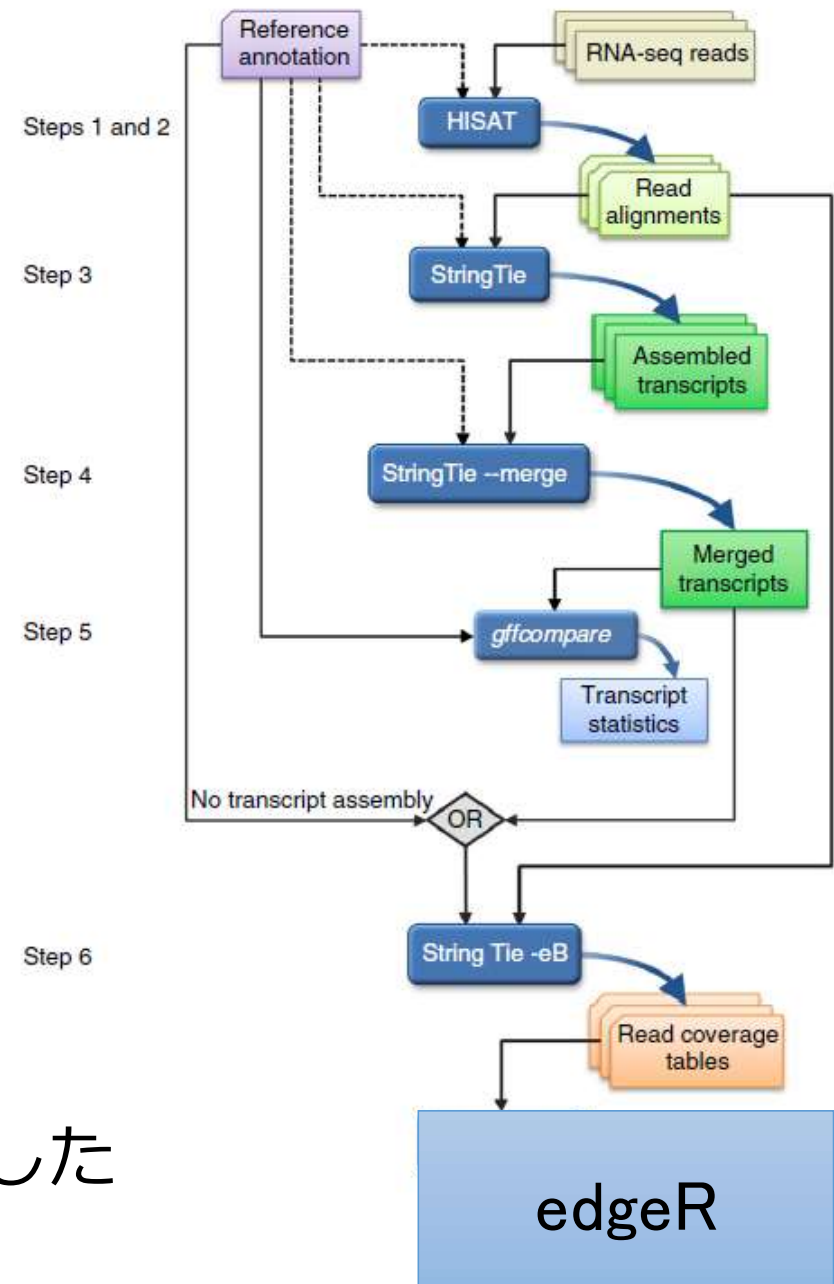 Reference
annotation
RNA-seq reads
Steps 1 and 2
HISAT
Read
alignments
Step 3
StringTie
Assembled
transcripts
Step 4
StringTie --merge
Merged
transcripts
Step 5
gffcompare
Transcript
statistics
No transcript assembly
OR
Step 6
String Tie -eB
Read coverage
tables
した
edgeR